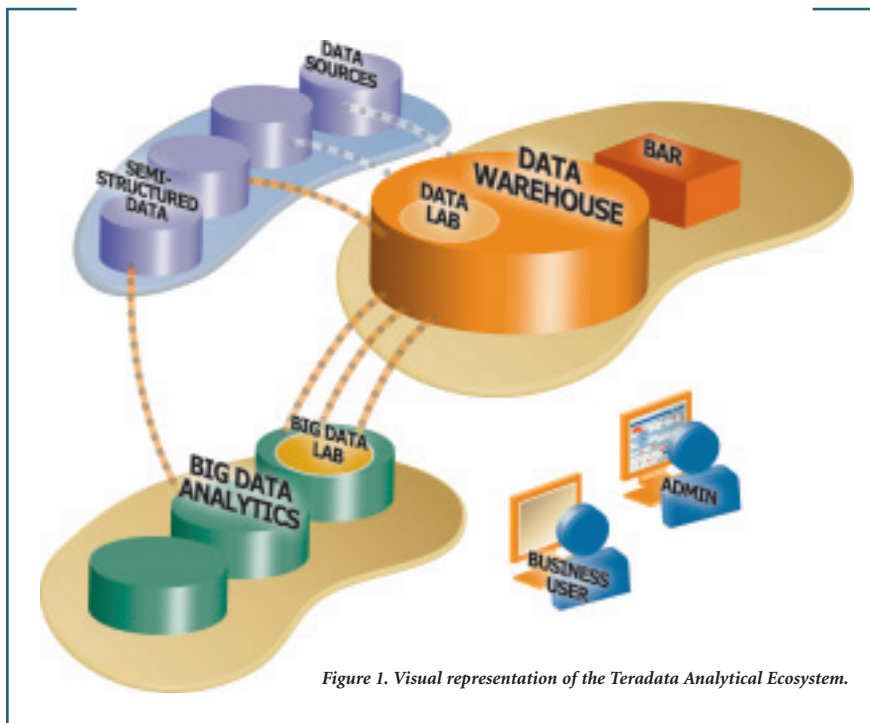 DATA
SOURCES
SEMI-
STRUCTURED
DATA
DATA
WAREHOUSE
BAR
DATA
LAB
BIG DATA
LAB
BIG DATA
ANALYTICS
ADMIN
BUSINESS
USER
Figure 1. Visual representation of the Teradata Analytical Ecosystem.